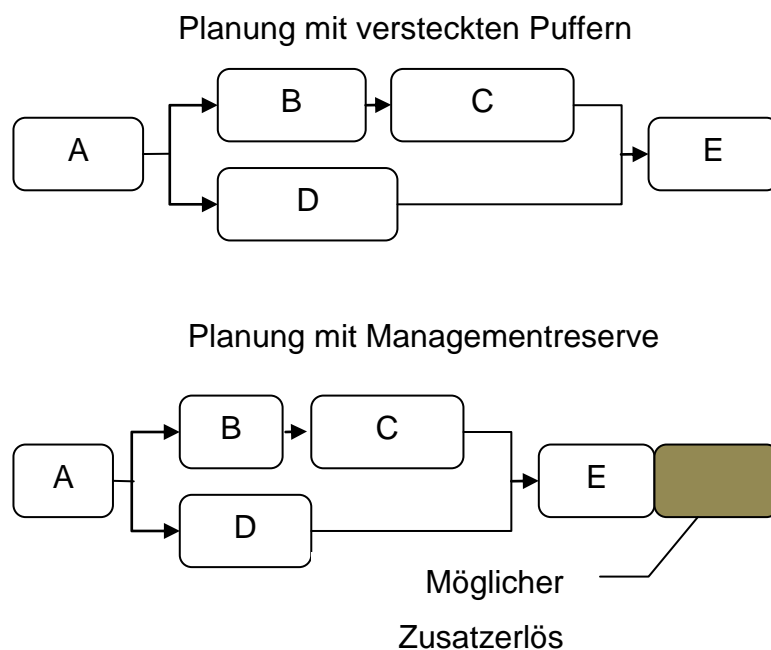 Planung mit versteckten Puffern
B
C
A
E
D
Planung mit Managementreserve
B
C
A
E
D
Möglicher
Zusatzerlös